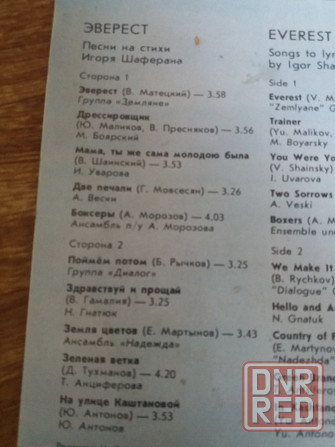 ЭВЕРЕСТ
Песни на стихи
Игоря Шаферана
Сторона 1
Эверест (В. Матецкий) — 3.58
Группа «Земляне»
Дрессировщик
(Ю. Маликов, В. Пресняков) — 3.56
М. Боярский
Мама, ты же сама молодою была
(В. Шаинский) — 3.53
И. Уварова
Две печали (Г. Мовсесян) — 3.26
А. Вески
Боксеры (А. Морозов) — 4.03
Ансамбль п/у А. Морозова
Сторона 2
Поймём потом (Б. Рычков) — 3.25
Группа «Диалог»
Здравствуй и прощай
(В. Гамалия) — 3.25
Н. Гнатюк
Земля цветов (Е. Мартынов) — 3.43
Ансамбль «Надежда»
Зеленая ветка
(Д. Тухманов) — 4.20
Т. Анциферова
На улице Каштановой
(Ю. Антонов) — 3.53
Ю. Антонов
EVEREST
Songs to
by Igor
Side 1
Everest (V.
"Zemlyane"
Trainer
(Yu. Malikov,
M. Boyarsky
You Were
(V. Shainsky)
I. Uvarova
Two Sorrows
A. Veski
Boxers (A.
Ensemble
Side 2
We Make It
(B. Rychkov)
"Dialogue"
Hello and
N. Gnatuk
Country of
(E. Martynov
"Nadezhda"
Yu. Antonov
DNR
RED